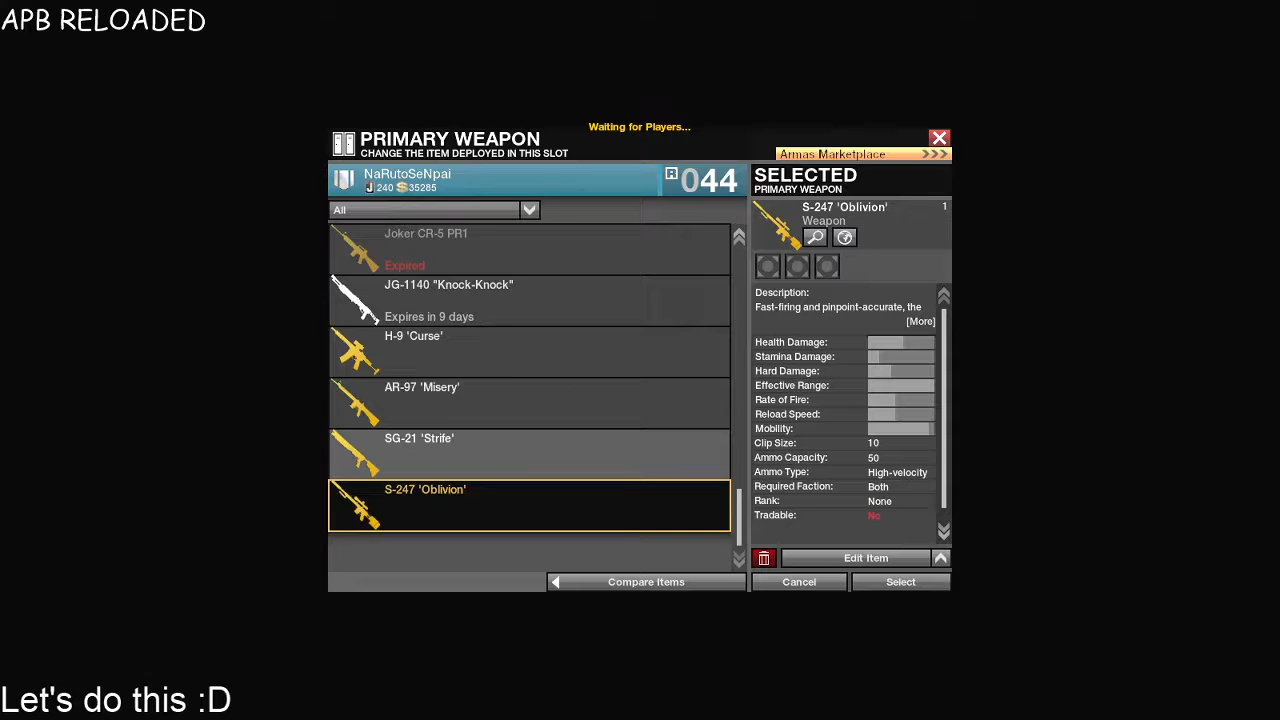 APB RELOADED
Waiting for Players...
PRIMARY WEAPON
CHANGE THE ITEM DEPLOYED IN THIS SLOT
Armas Marketplace >>>
NaRutoSeNpai
240 35285
R 044
All
Joker CR-5 PR1
Expired
JG-1140 "Knock-Knock"
Expires in 9 days
H-9 'Curse'
AR-97 'Misery'
SG-21 'Strife'
S-247 'Oblivion'
Compare Items
SELECTED
PRIMARY WEAPON
S-247 'Oblivion' 1
Weapon
Description:
Fast-firing and pinpoint-accurate, the
[More]
Health Damage:
Stamina Damage:
Hard Damage:
Effective Range:
Rate of Fire:
Reload Speed:
Mobility:
Clip Size: 10
Ammo Capacity: 50
Ammo Type: High-velocity
Required Faction: Both
Rank: None
Tradable: No
Edit Item
Cancel Select
Let's do this :D